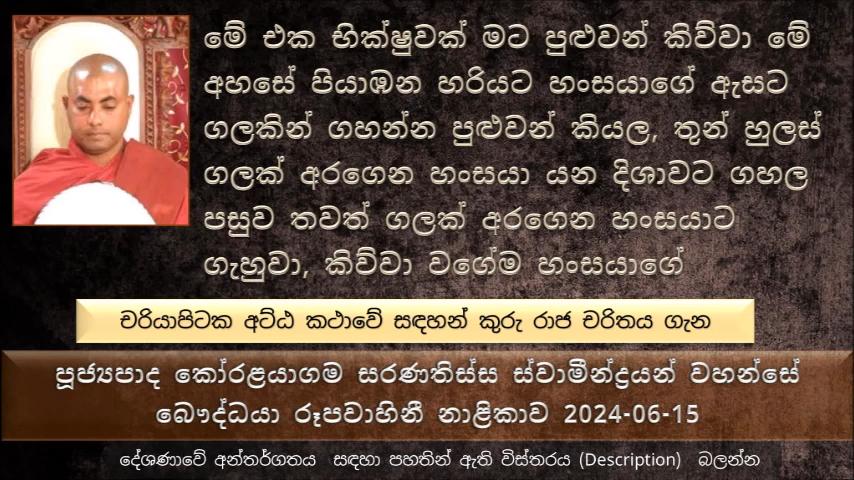 මේ එක භික්ෂුවක් මට පුළුවන් කිව්වා මේ
අහසේ පියාඹන හරියට හංසයාගේ ඇසට
ගලකින් ගහන්න පුළුවන් කියල, තුන් හුලස්
ගලක් අරගෙන හංසයා යන දිශාවට ගහල
පසුව තවත් ගලක් අරගෙන හංසයාට
ගැහුවා, කිව්වා වගේම හංසයාගේ
චරියාපිටක අට්ඨ කථාවේ සඳහන් කුරු රාජ චරිතය ගැන
පූජ්‍යපාද කෝරළයාගම සරණතිස්ස ස්වාමීන්ද්‍රයන් වහන්සේ
බෞද්ධයා රූපවාහිනී නාළිකාව 2024-06-15
දේශණාවේ අන්තර්ගතය සඳහා පහතින් ඇති විස්තරය (Description) බලන්න